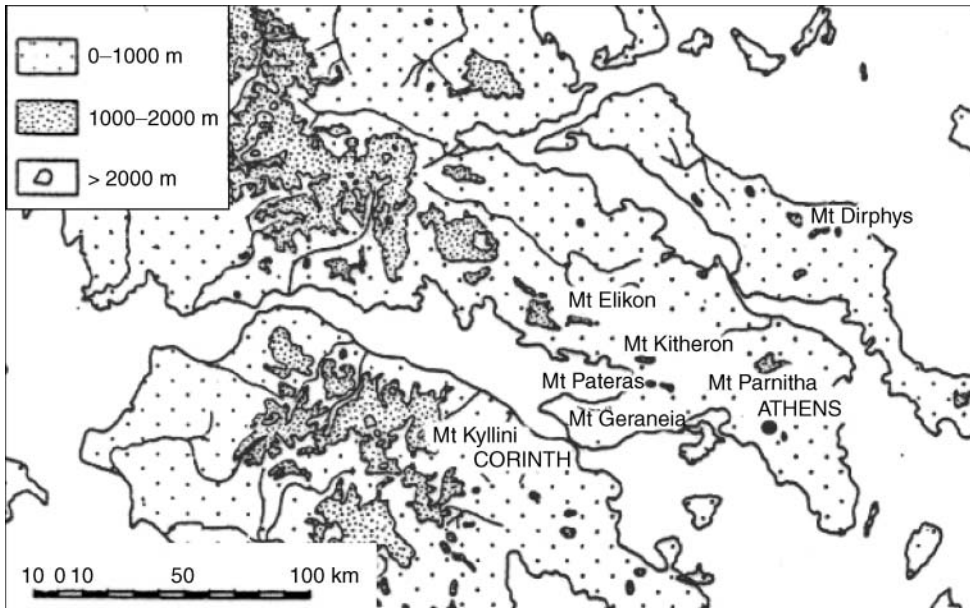 0–1000 m
1000–2000 m
> 2000 m
Mt Dirphys
Mt Elikon
Mt Kitheron
Mt Pateras
Mt Parnitha
Mt Geraneia
ATHENS
Mt Kyllini
CORINTH
10 0 10 50 100 km